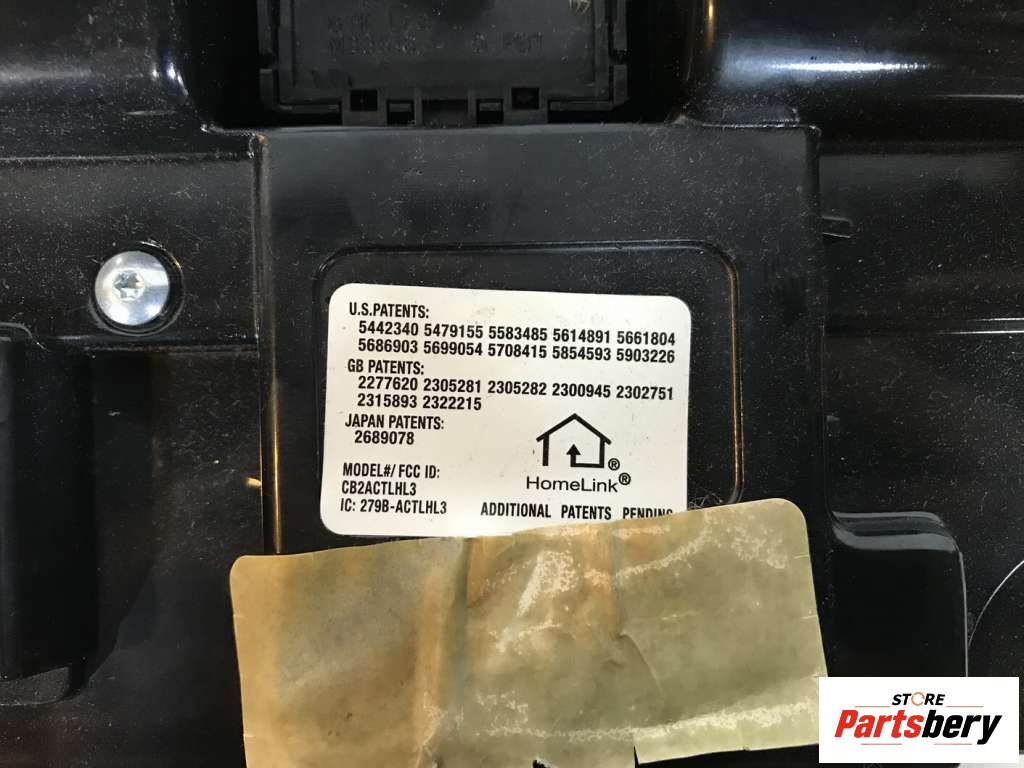 U.S.PATENTS:
5442340 5479155 5583485 5614891 5661804
5686903 5699054 5708415 5854593 5903226
GB PATENTS:
2277620 2305281 2305282 2300945 2302751
2315893 2322215
JAPAN PATENTS:
2689078
®
HomeLink®
MODEL#/FCC ID:
CB2ACTLHL3
IC: 279B-ACTLHL3
ADDITIONAL PATENTS PENDING
STORE
Partsbery